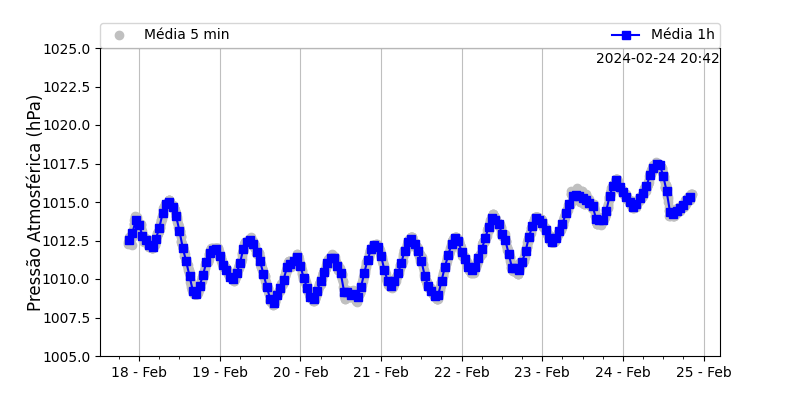 Média 5 min
Média 1h
2024-02-24 20:42
Pressão Atmosférica (hPa)
1025.0
1022.5
1020.0
1017.5
1015.0
1012.5
1010.0
1007.5
1005.0
18 - Feb
19 - Feb
20 - Feb
21 - Feb
22 - Feb
23 - Feb
24 - Feb
25 - Feb